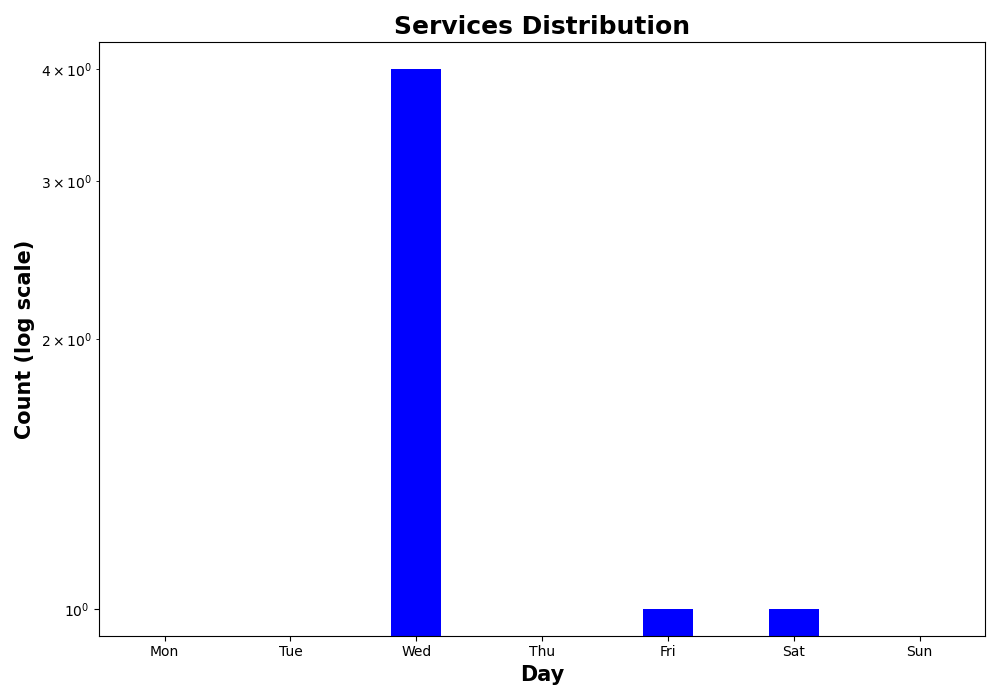 Services Distribution
Count (log scale)
4 × 10⁰
3 × 10⁰
2 × 10⁰
10⁰
Mon Tue Wed Thu Fri Sat Sun
Day